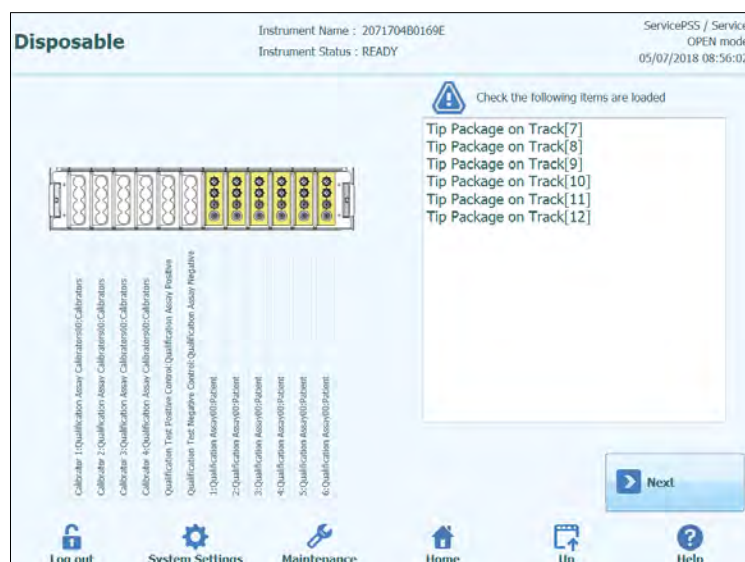 Disposable
Instrument Name : 2071704B0169E
Instrument Status : READY
ServicePSS / Service
OPEN mode
05/07/2018 08:56:02
Check the following items are loaded
Tip Package on Track[7]
Tip Package on Track[8]
Tip Package on Track[9]
Tip Package on Track[10]
Tip Package on Track[11]
Tip Package on Track[12]
Calibrator 1:Qualification Assay Calibrators00:Calibrators
Calibrator 2:Qualification Assay Calibrators00:Calibrators
Calibrator 3:Qualification Assay Calibrators00:Calibrators
Calibrator 4:Qualification Assay Calibrators00:Calibrators
Qualification Test Positive Control:Qualification Assay Positive
Qualification Test Negative Control:Qualification Assay Negative
1:Qualification Assay00:Patient
2:Qualification Assay00:Patient
3:Qualification Assay00:Patient
4:Qualification Assay00:Patient
5:Qualification Assay00:Patient
6:Qualification Assay00:Patient
Next
Log out
System Settings
Maintenance
Home
Up
Help